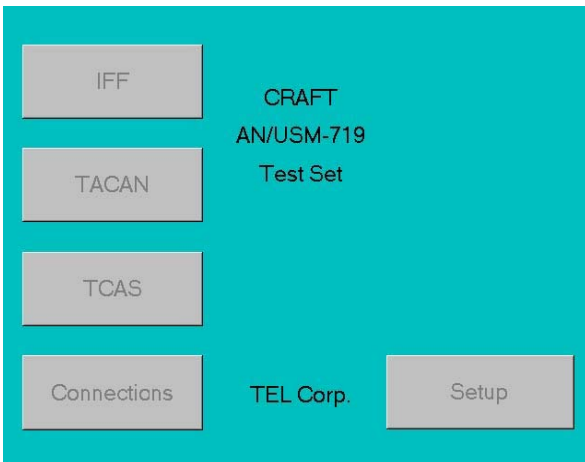 IFF
CRAFT
AN/USM-719
Test Set
TACAN
TCAS
Connections
TEL Corp.
Setup